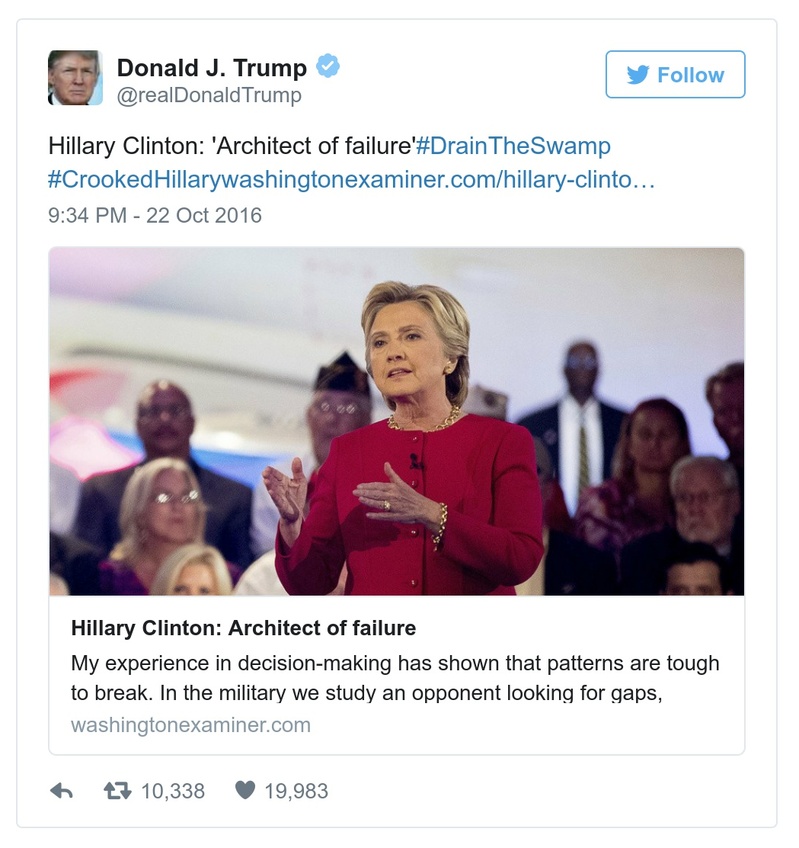 Donald J. Trump
@realDonaldTrump
Follow
Hillary Clinton: 'Architect of failure'#DrainTheSwamp
#CrookedHillarywashingtonexaminer.com/hillary-clinto…
9:34 PM - 22 Oct 2016
Hillary Clinton: Architect of failure
My experience in decision-making has shown that patterns are tough
to break. In the military we study an opponent looking for gaps,
washingtonexaminer.com
10,338 19,983